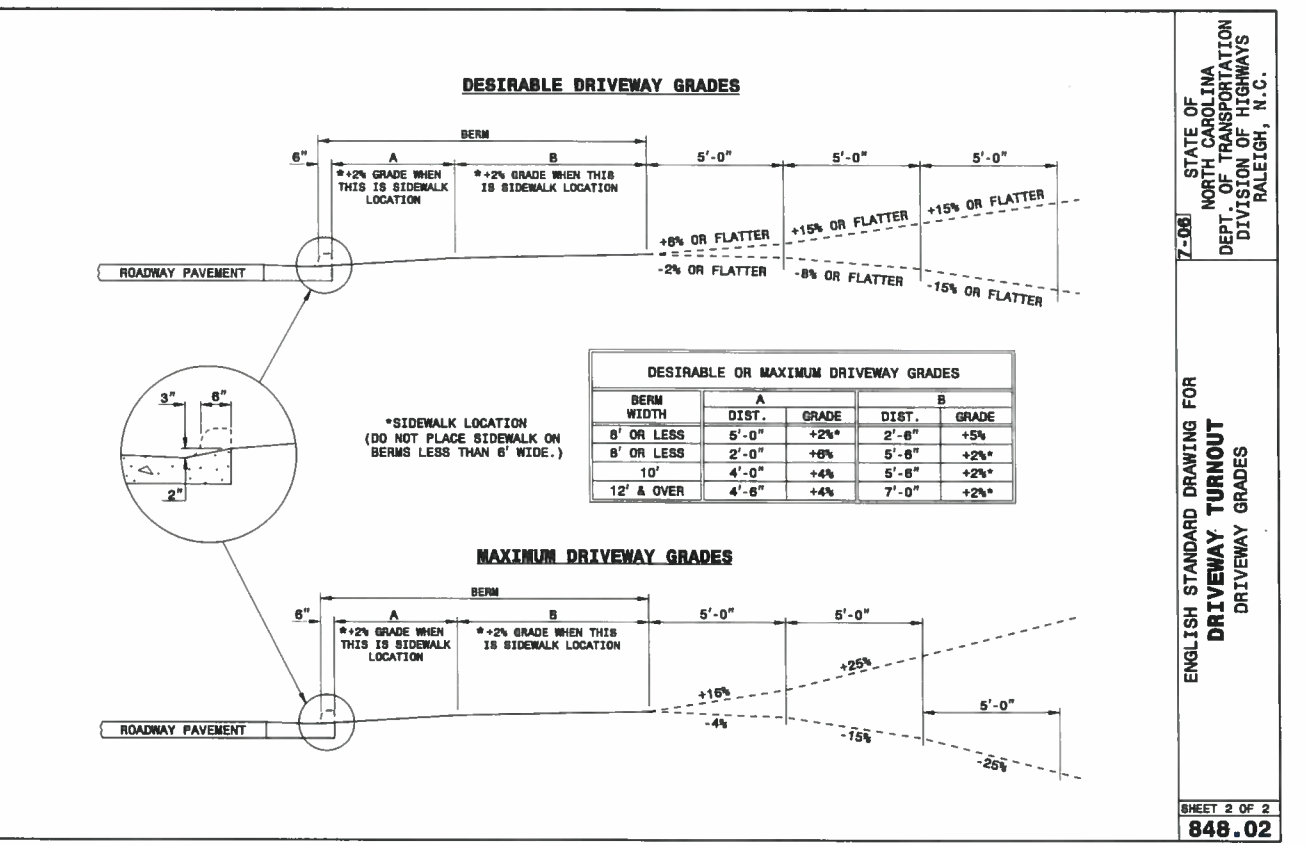 DESIRABLE DRIVEWAY GRADES
BERM
6" A B 5'-0" 5'-0" 5'-0"
*+2% GRADE WHEN
THIS IS SIDEWALK
LOCATION
*+2% GRADE WHEN THIS
IS SIDEWALK LOCATION
+6% OR FLATTER
+15% OR FLATTER
+15% OR FLATTER
-2% OR FLATTER
-8% OR FLATTER
-15% OR FLATTER
ROADWAY PAVEMENT
3" 6"
2"
*SIDEWALK LOCATION
(DO NOT PLACE SIDEWALK ON
BERMS LESS THAN 6' WIDE.)
DESIRABLE OR MAXIMUM DRIVEWAY GRADES
BERM
WIDTH
A B
DIST. GRADE DIST. GRADE
8' OR LESS 5'-0" +2%* 2'-6" +5%
8' OR LESS 2'-0" +6% 5'-6" +2%*
10' 4'-0" +4% 5'-6" +2%*
12' & OVER 4'-6" +4% 7'-0" +2%*
MAXIMUM DRIVEWAY GRADES
BERM
6" A B 5'-0" 5'-0"
*+2% GRADE WHEN
THIS IS SIDEWALK
LOCATION
*+2% GRADE WHEN THIS
IS SIDEWALK LOCATION
+16%
+25%
-4%
-15%
-25%
5'-0"
ROADWAY PAVEMENT
7-06
STATE OF
NORTH CAROLINA
DEPT. OF TRANSPORTATION
DIVISION OF HIGHWAYS
RALEIGH, N.C.
ENGLISH STANDARD DRAWING FOR
DRIVEWAY TURNOUT
DRIVEWAY GRADES
SHEET 2 OF 2
848.02